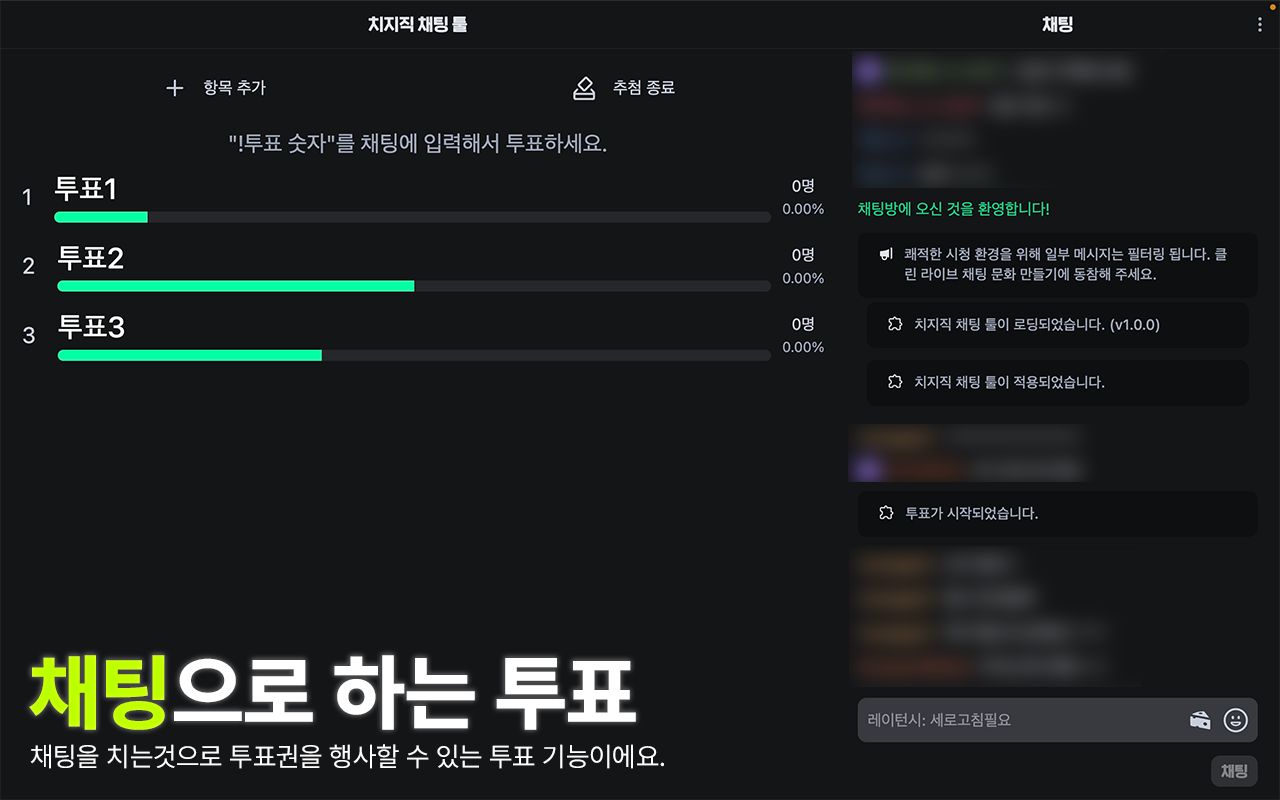 치지직 채팅 툴
항목 추가
추첨 종료
"!투표 숫자"를 채팅에 입력해서 투표하세요.
1
투표1
0명
0.00%
2
투표2
0명
0.00%
3
투표3
0명
0.00%
채팅으로 하는 투표
채팅을 치는것으로 투표권을 행사할 수 있는 투표 기능이에요.
채팅
채팅방에 오신 것을 환영합니다!
쾌적한 시청 환경을 위해 일부 메시지는 필터링 됩니다. 클
린 라이브 채팅 문화 만들기에 동참해 주세요.
치지직 채팅 툴이 로딩되었습니다. (v1.0.0)
치지직 채팅 툴이 적용되었습니다.
투표가 시작되었습니다.
레이턴시: 세로고침필요
채팅